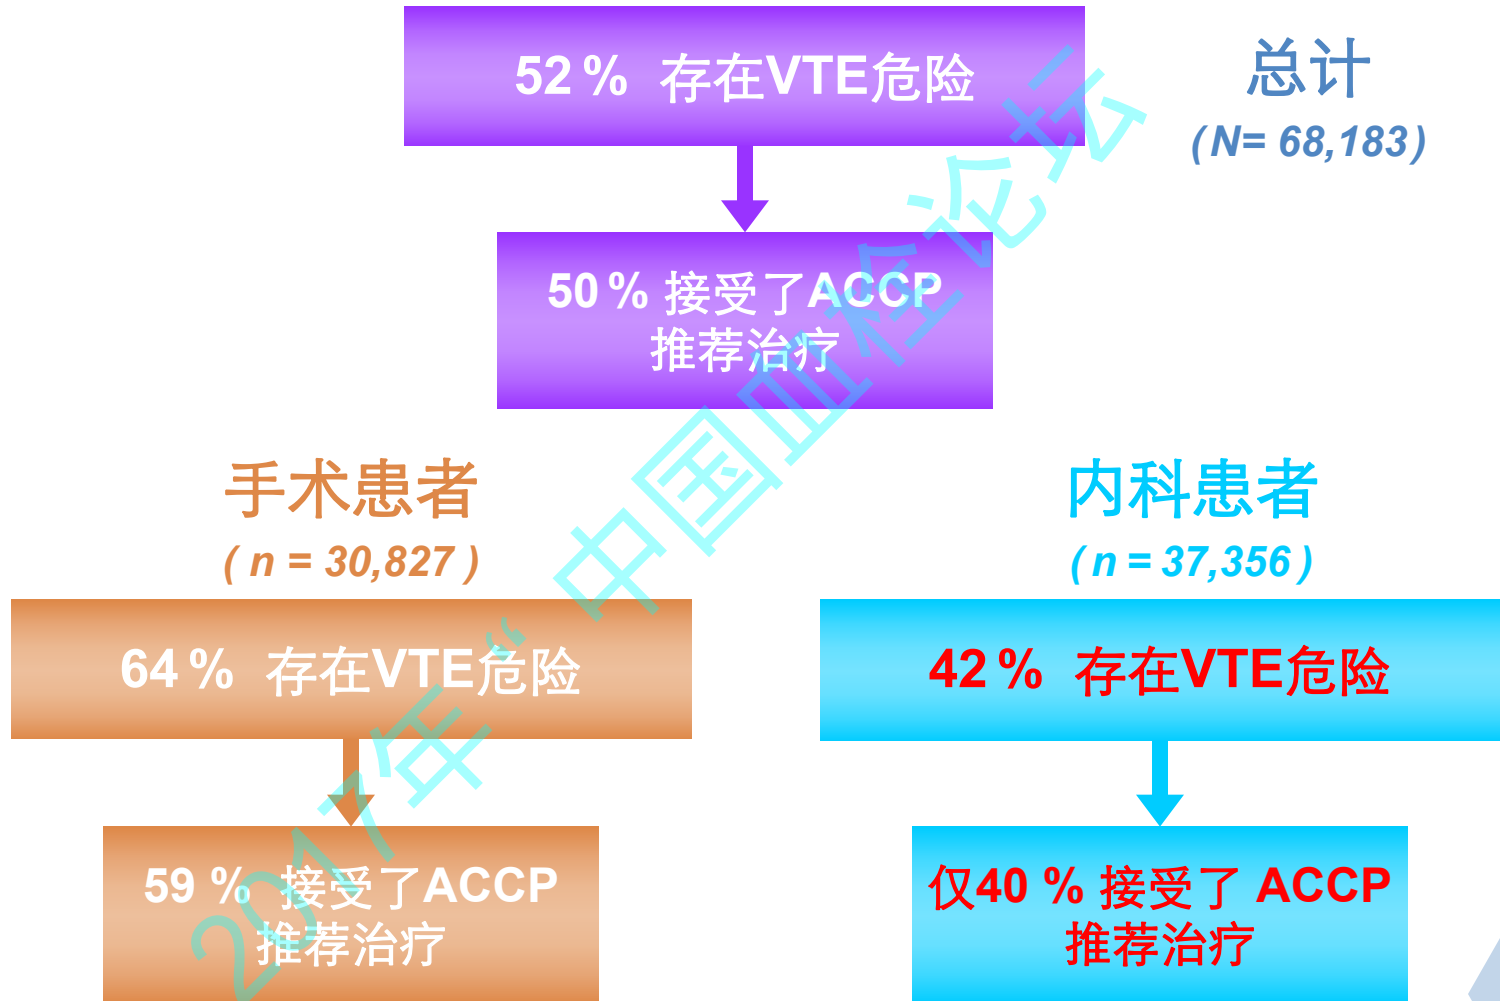 52 % 存在VTE危险
总计
（N= 68,183）
50 % 接受了ACCP
推荐治疗
手术患者
（ n = 30,827 ）
64 % 存在VTE危险
59 % 接受了ACCP
推荐治疗
内科患者
（ n = 37,356 ）
42 % 存在VTE危险
仅40 % 接受了 ACCP
推荐治疗
2017年“ 中国血栓论坛